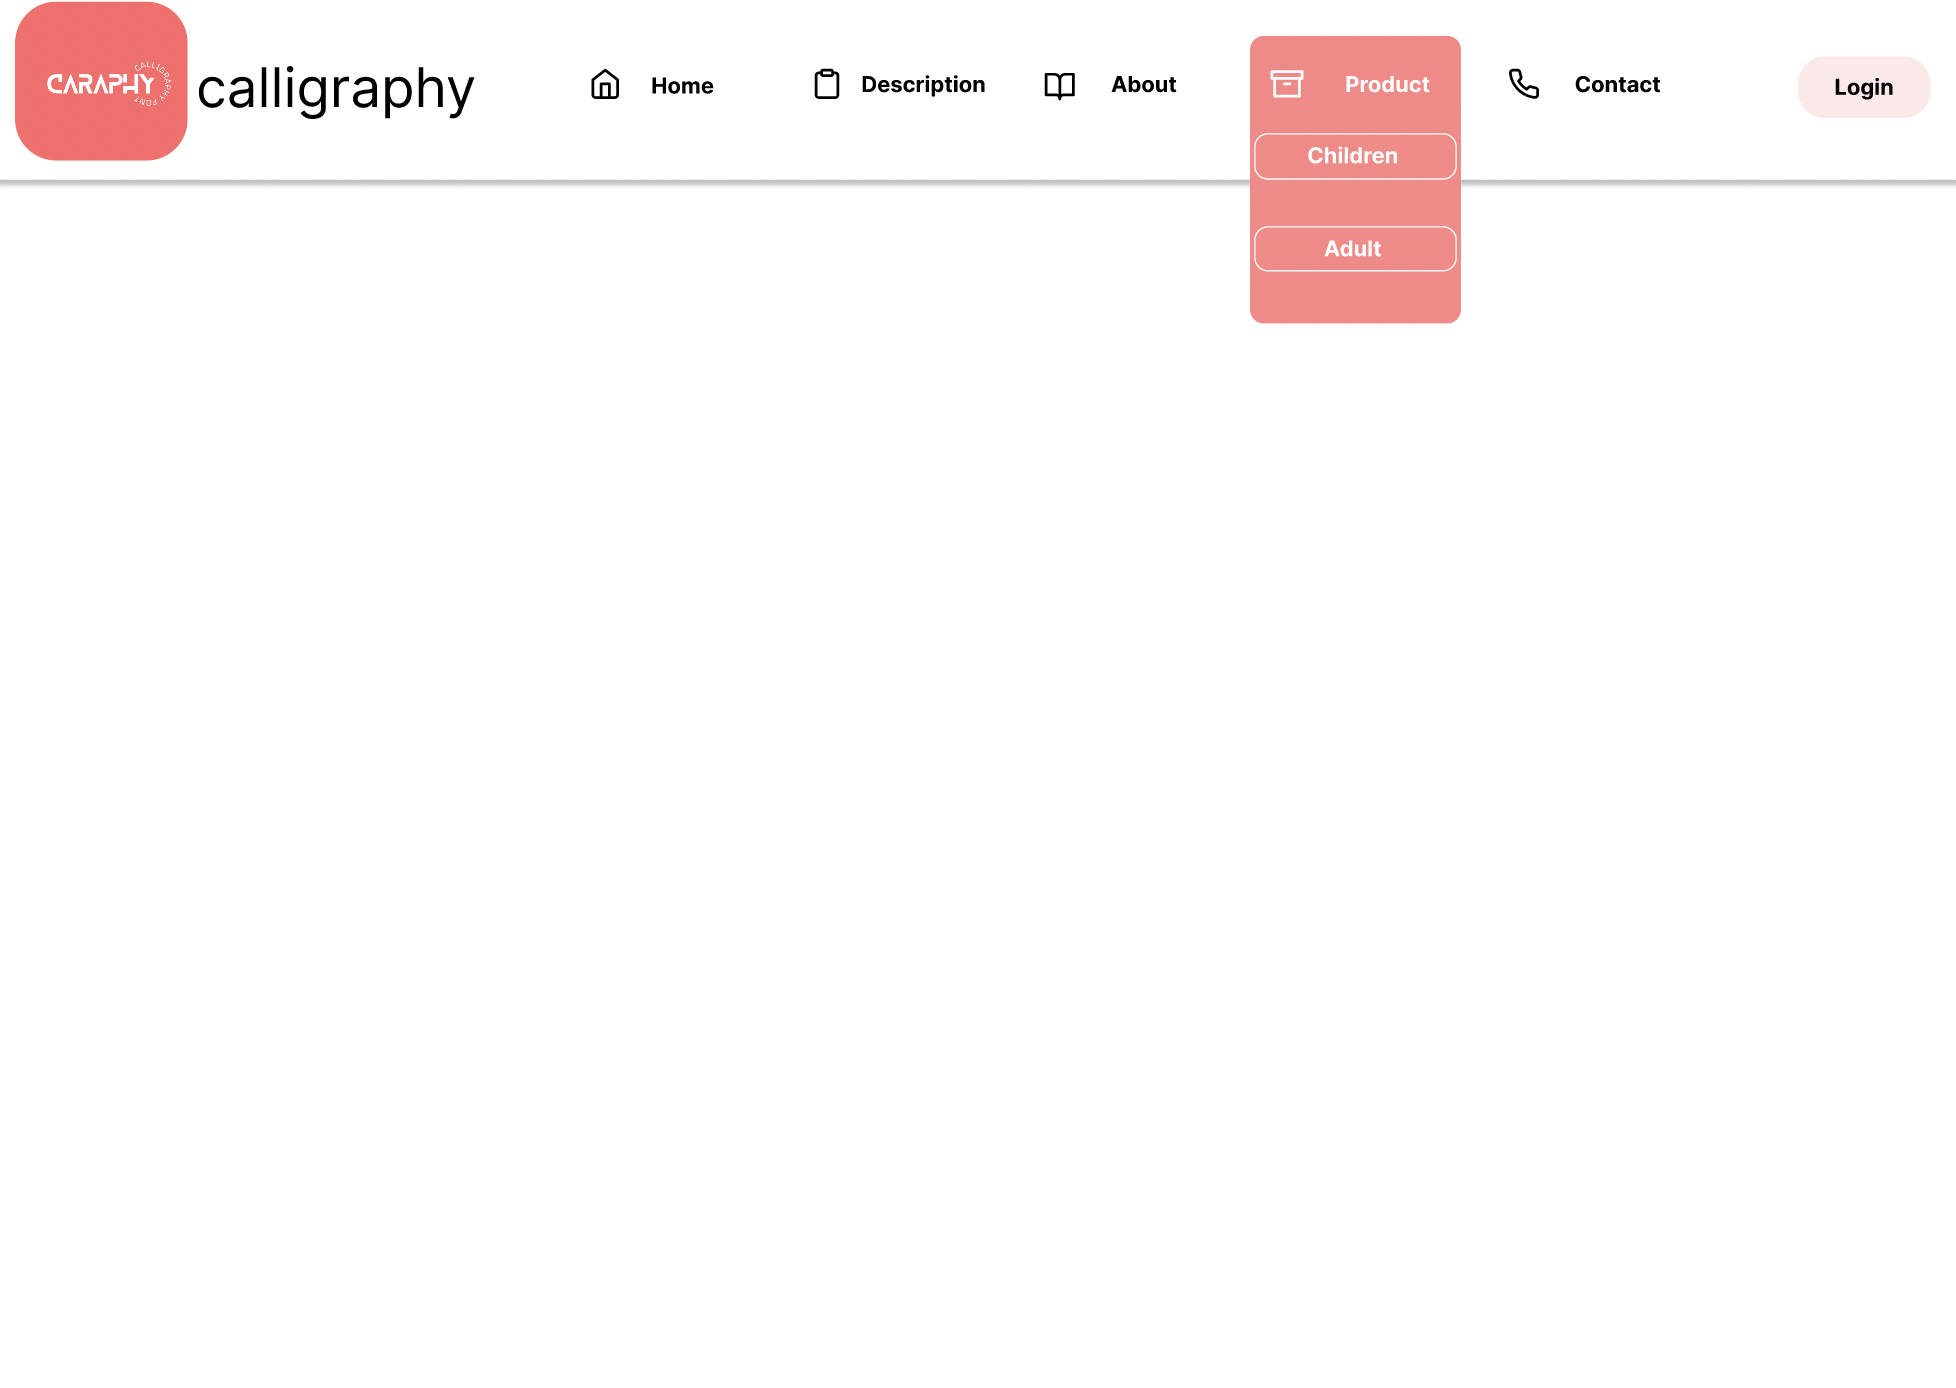 CARAPHY
CALLIGRAPHY FONT
calligraphy
Home
Description
About
Product
Contact
Login
Children
Adult